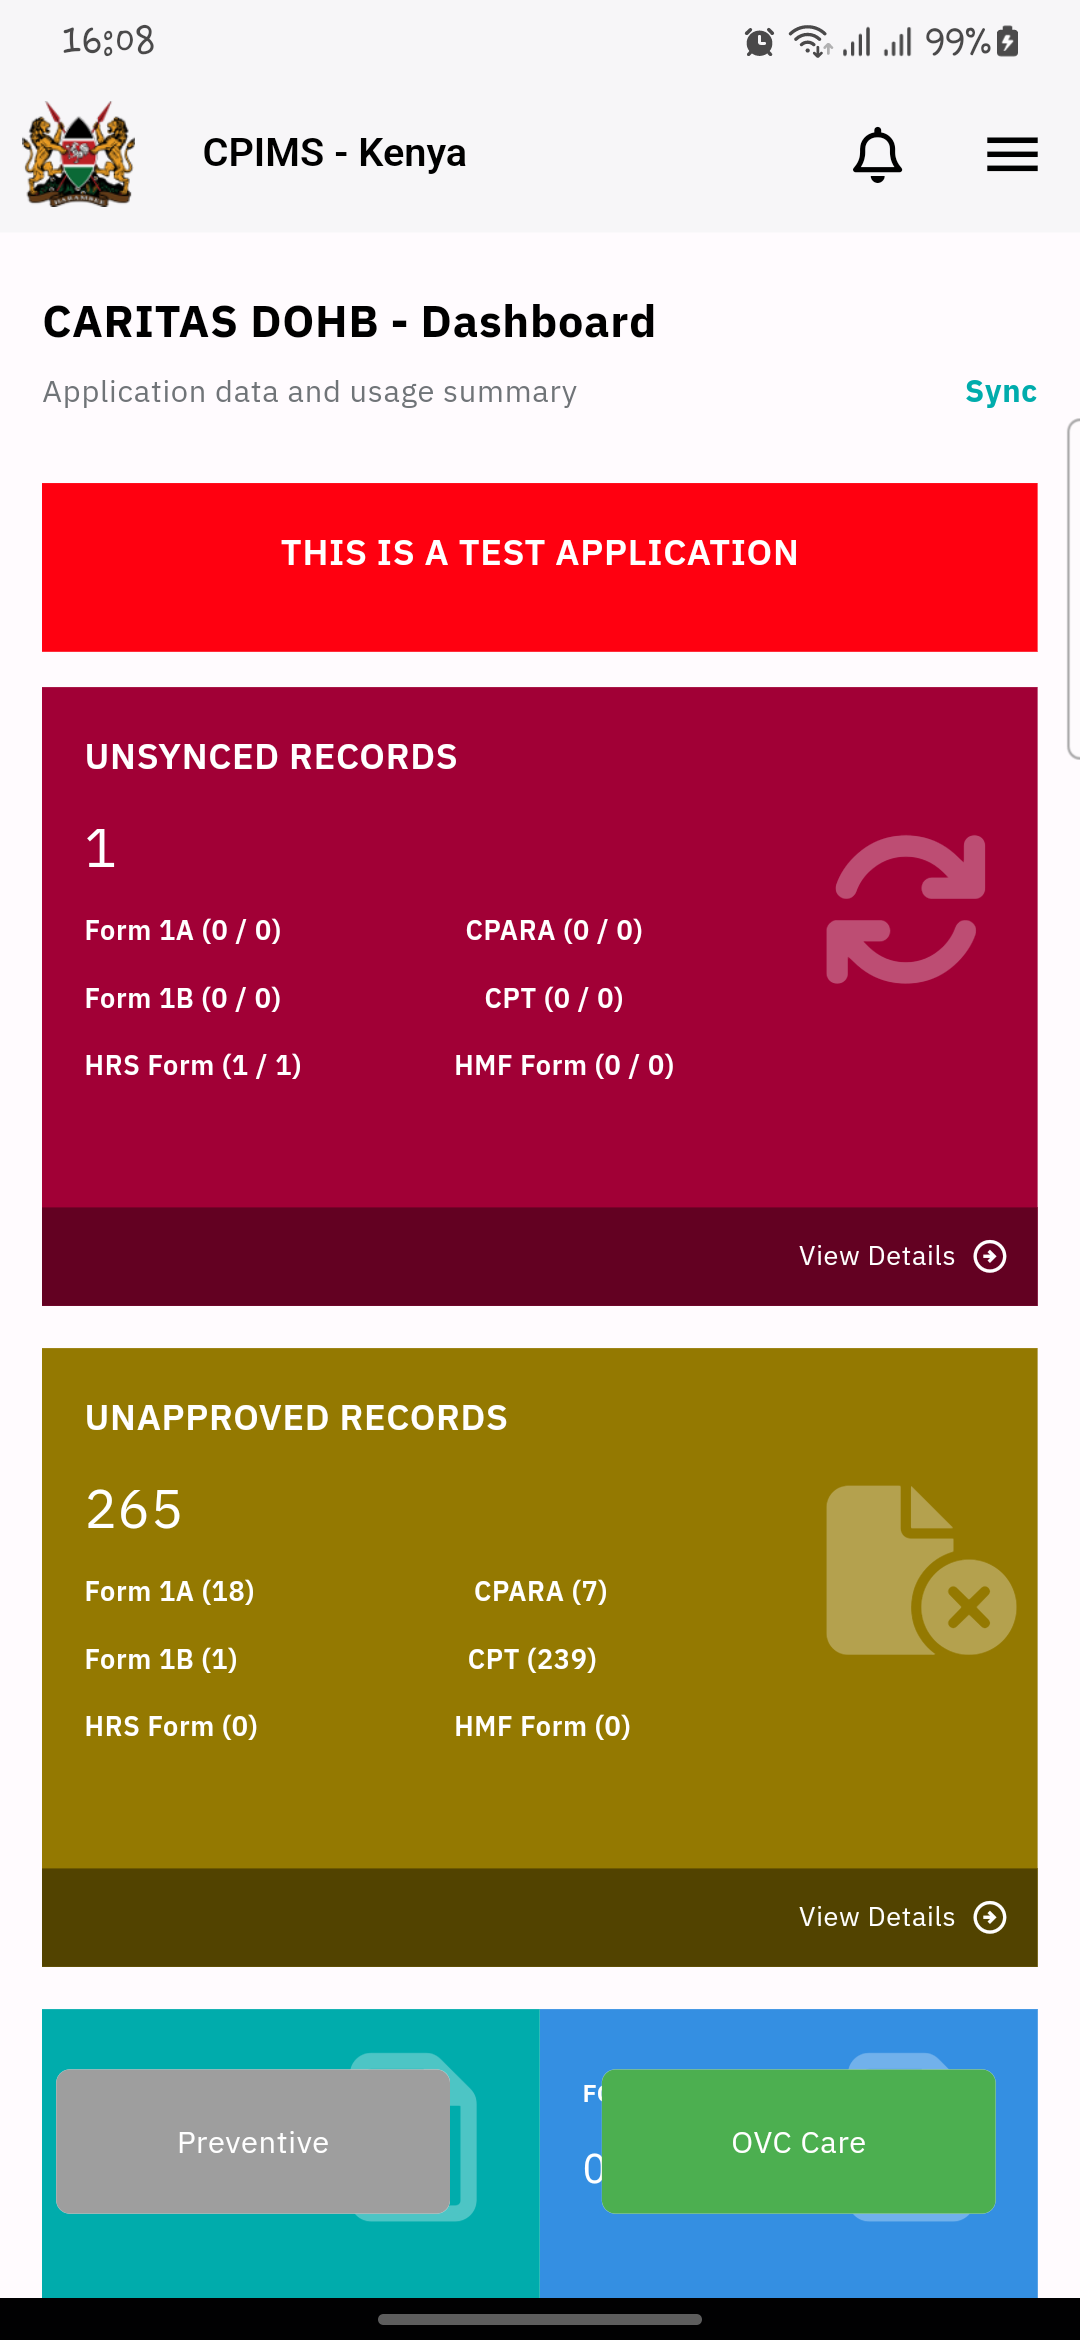 16:08
99%
CPIMS - Kenya
CARITAS DOHB - Dashboard
Application data and usage summary
Sync
THIS IS A TEST APPLICATION
UNSYNCED RECORDS
1
Form 1A (0 / 0) CPARA (0 / 0)
Form 1B (0 / 0) CPT (0 / 0)
HRS Form (1 / 1) HMF Form (0 / 0)
View Details
UNAPPROVED RECORDS
265
Form 1A (18) CPARA (7)
Form 1B (1) CPT (239)
HRS Form (0) HMF Form (0)
View Details
Preventive
OVC Care
0